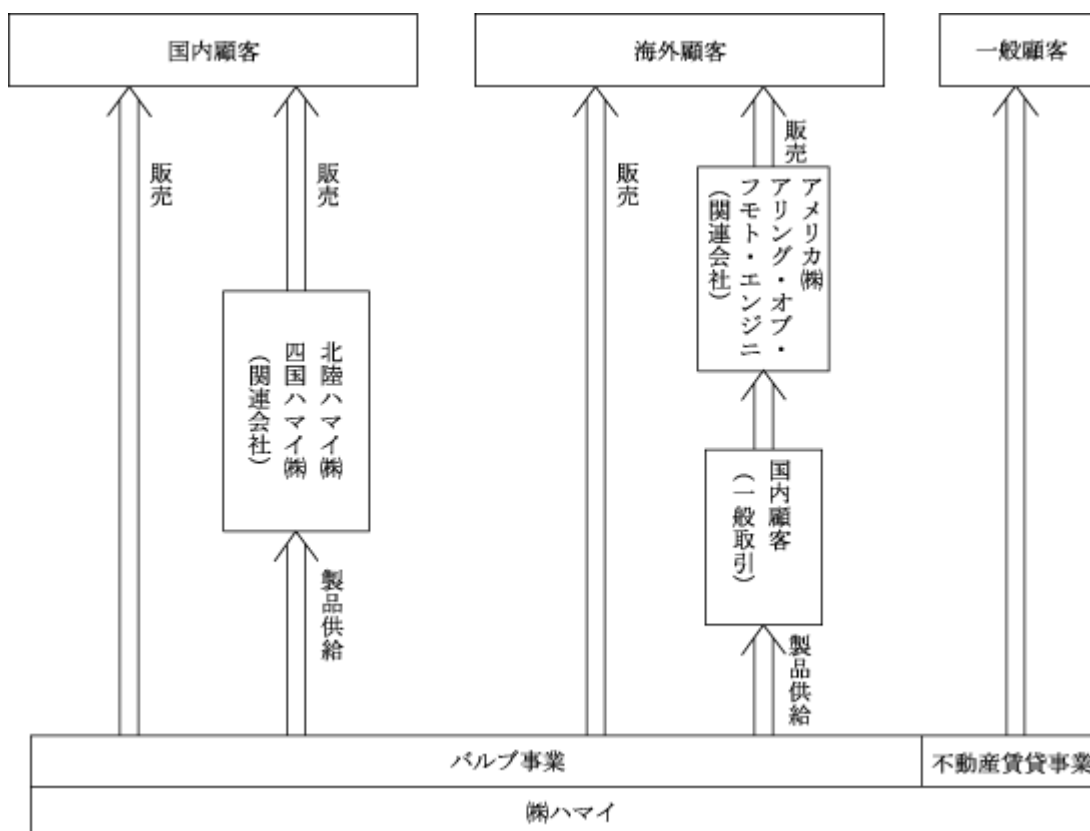 国内顧客
海外顧客
一般顧客
販売
販売
販売
販売
アメリカ㈱
アリング・オブ・
フモト・エンジニ
(関連会社)
北陸ハマイ㈱
四国ハマイ㈱
(関連会社)
国内顧客
(一般取引)
製品供給
製品供給
バルブ事業
不動産賃貸事業
㈱ハマイ